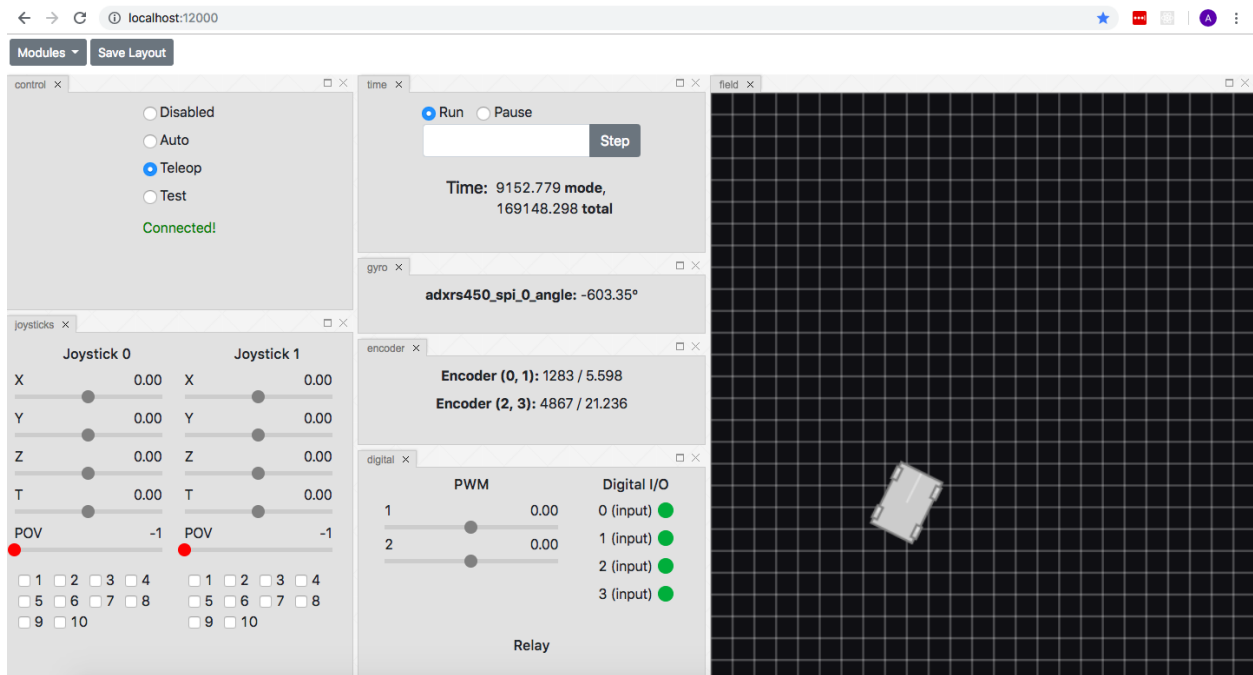 localhost:12000
A
Modules Save Layout
control
Disabled
Auto
Teleop
Test
Connected!
joysticks
Joystick 0 Joystick 1
X 0.00 X 0.00
Y 0.00 Y 0.00
Z 0.00 Z 0.00
T 0.00 T 0.00
POV -1 POV -1
1 2 3 4 1 2 3 4
5 6 7 8 5 6 7 8
9 10 9 10
time
Run Pause
Step
Time: 9152.779 mode,
169148.298 total
gyro
adxrs450_spi_0_angle: -603.35°
encoder
Encoder (0, 1): 1283 / 5.598
Encoder (2, 3): 4867 / 21.236
digital
PWM Digital I/O
1 0.00 0 (input)
2 0.00 1 (input)
2 (input)
3 (input)
Relay
field